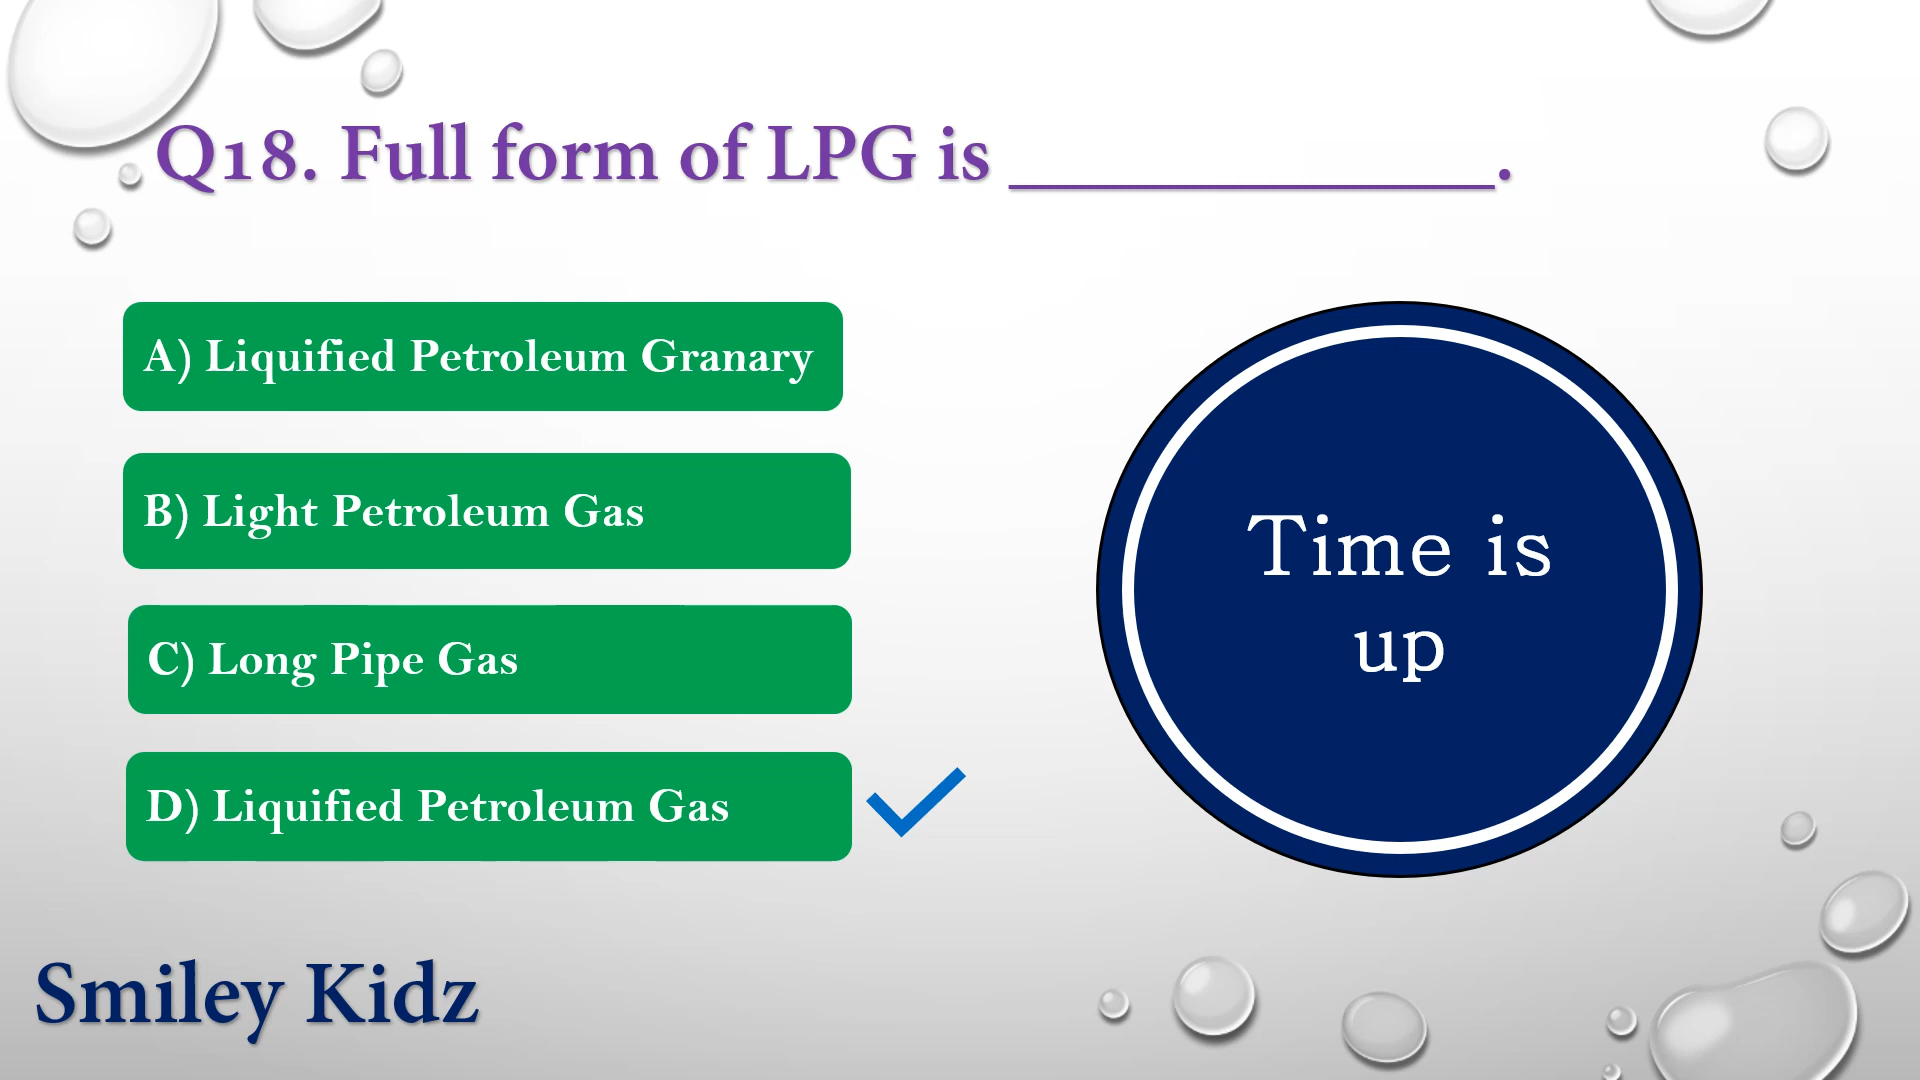 Q18. Full form of LPG is ____________.
A) Liquified Petroleum Granary
B) Light Petroleum Gas
C) Long Pipe Gas
D) Liquified Petroleum Gas
Time is
up
Smiley Kidz